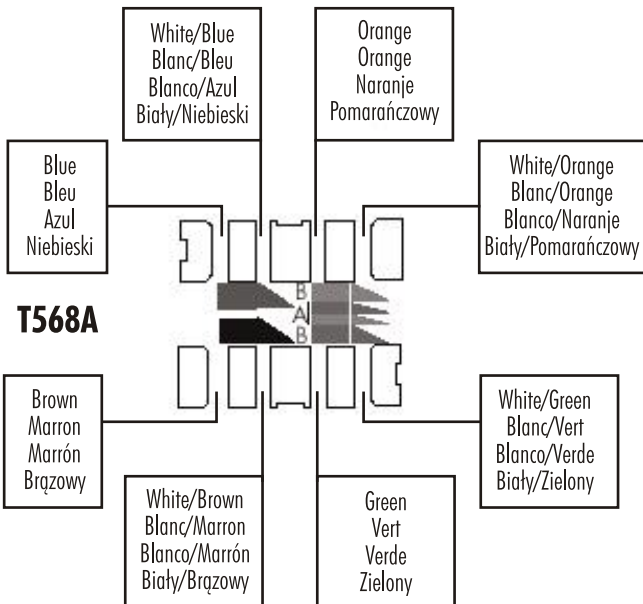 White/Blue
Blanc/Bleu
Blanco/Azul
Biały/Niebieski
Orange
Orange
Naranje
Pomarańczowy
Blue
Bleu
Azul
Niebieski
White/Orange
Blanc/Orange
Blanco/Naranje
Biały/Pomarańczowy
T568A
B
A
B
Brown
Marron
Marrón
Brązowy
White/Green
Blanc/Vert
Blanco/Verde
Biały/Zielony
White/Brown
Blanc/Marron
Blanco/Marrón
Biały/Brązowy
Green
Vert
Verde
Zielony